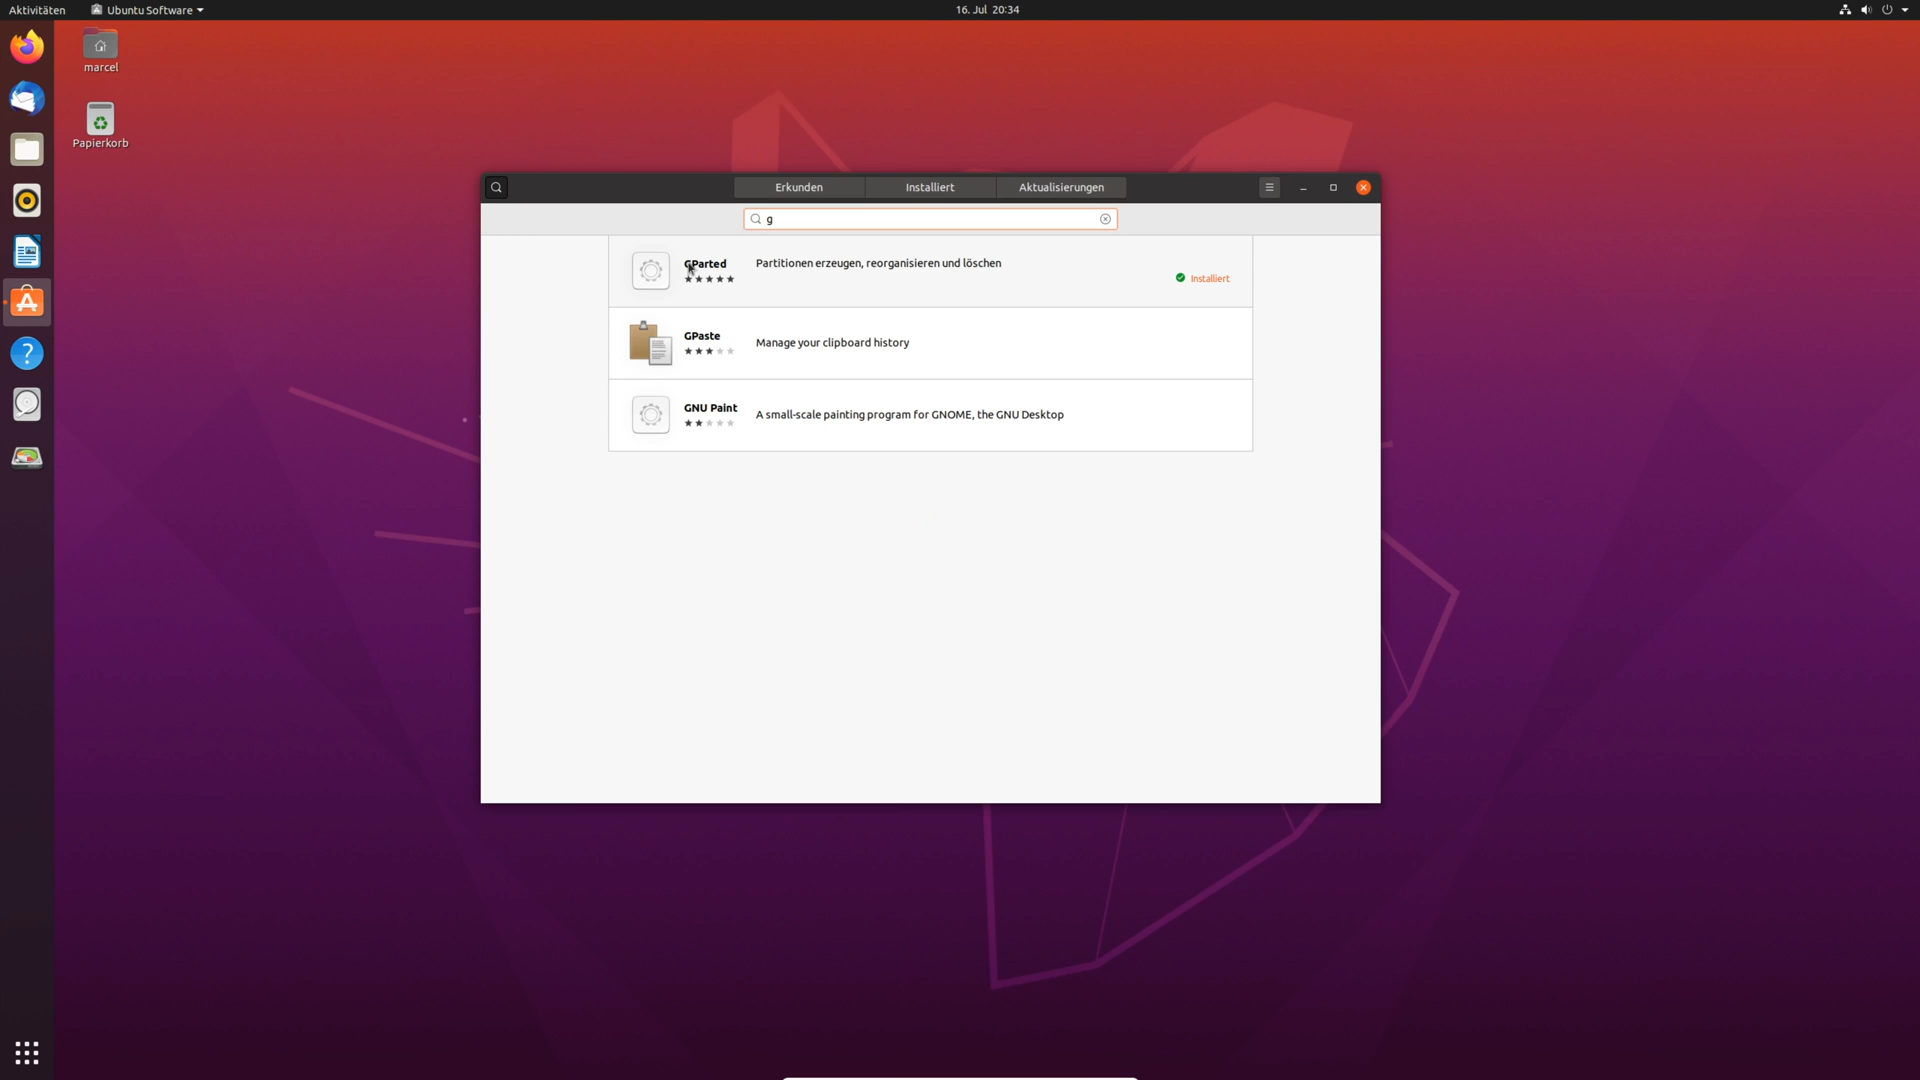 Aktivitäten
Ubuntu Software
16. Jul 20:34
marcel
Papierkorb
Erkunden
Installiert
Aktualisierungen
g
GParted
Partitionen erzeugen, reorganisieren und löschen
Installiert
GPaste
Manage your clipboard history
GNU Paint
A small-scale painting program for GNOME, the GNU Desktop